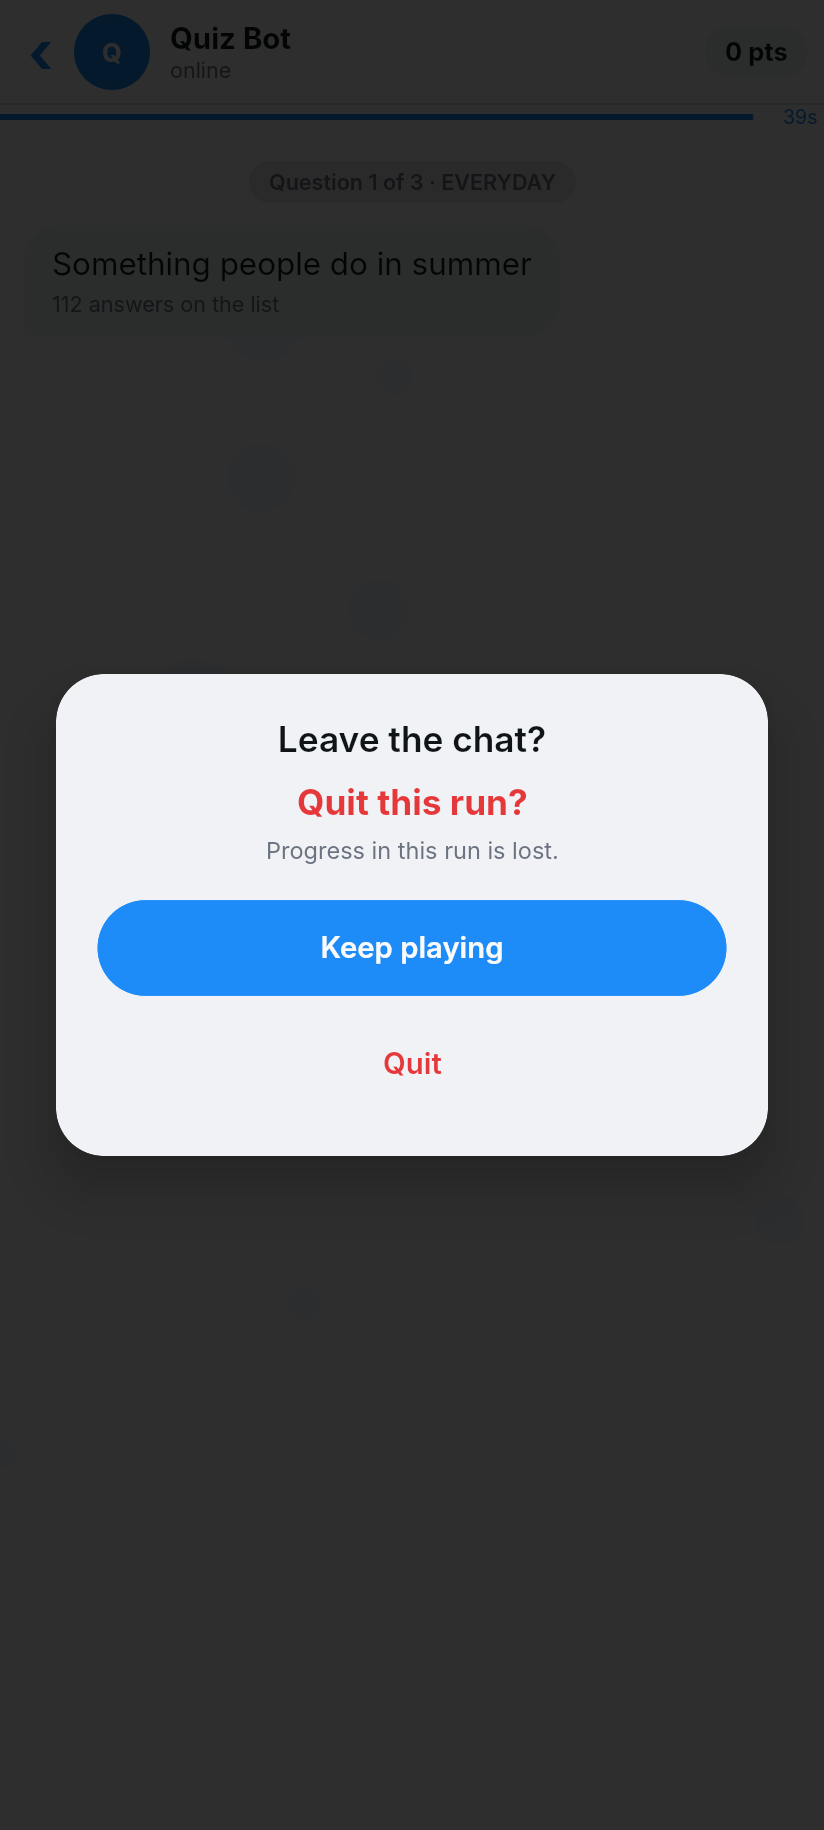 Q
Quiz Bot
online
0 pts
39s
Question 1 of 3 · EVERYDAY
Something people do in summer
112 answers on the list
Leave the chat?
Quit this run?
Progress in this run is lost.
Keep playing
Quit